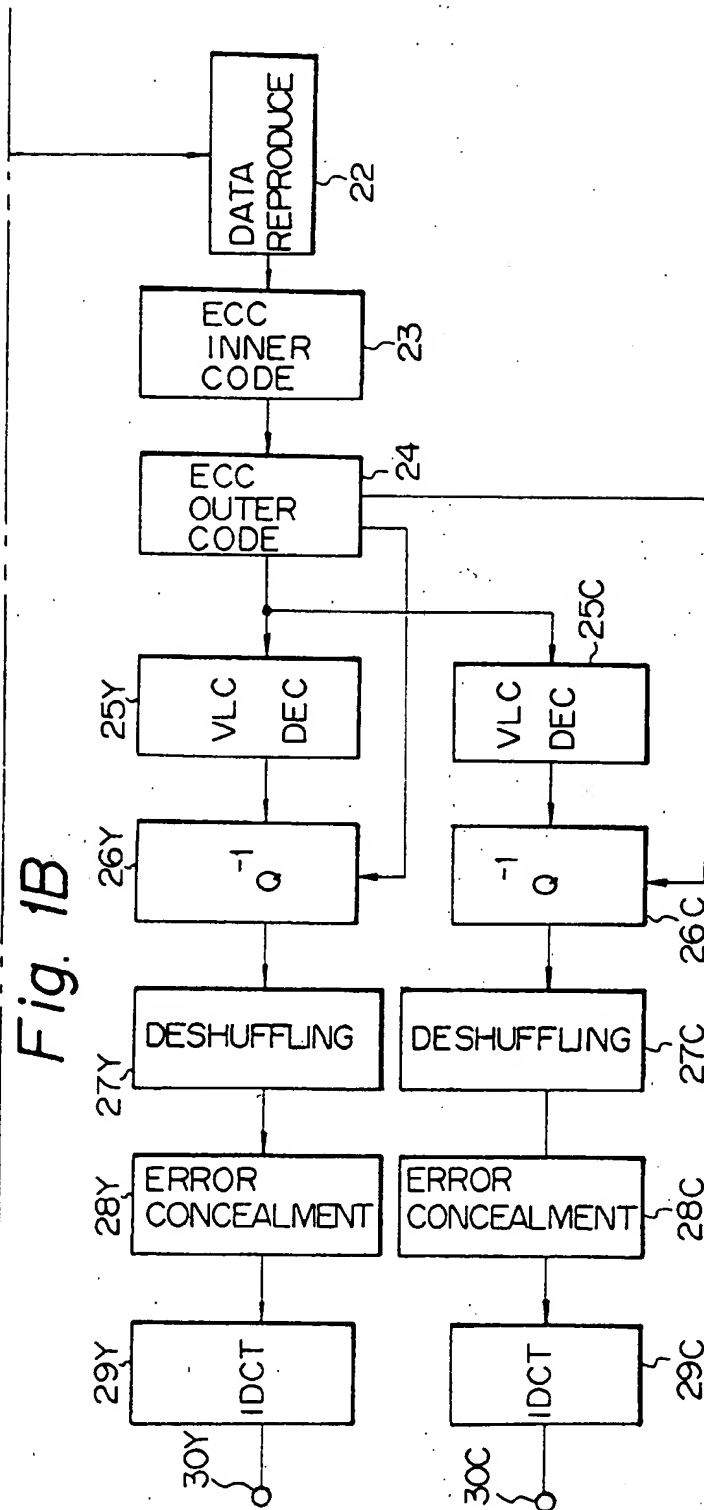 Fig. 1B
DATA
REPRODUCE
22
ECC
INNER
CODE
23
ECC
OUTER
CODE
24
25Y
VLC
DEC
26Y
Q-1
27Y
DESHUFFLING
28Y
ERROR
CONCEALMENT
29Y
IDCT
30Y
25C
VLC
DEC
26C
Q-1
27C
DESHUFFLING
28C
ERROR
CONCEALMENT
29C
IDCT
30C